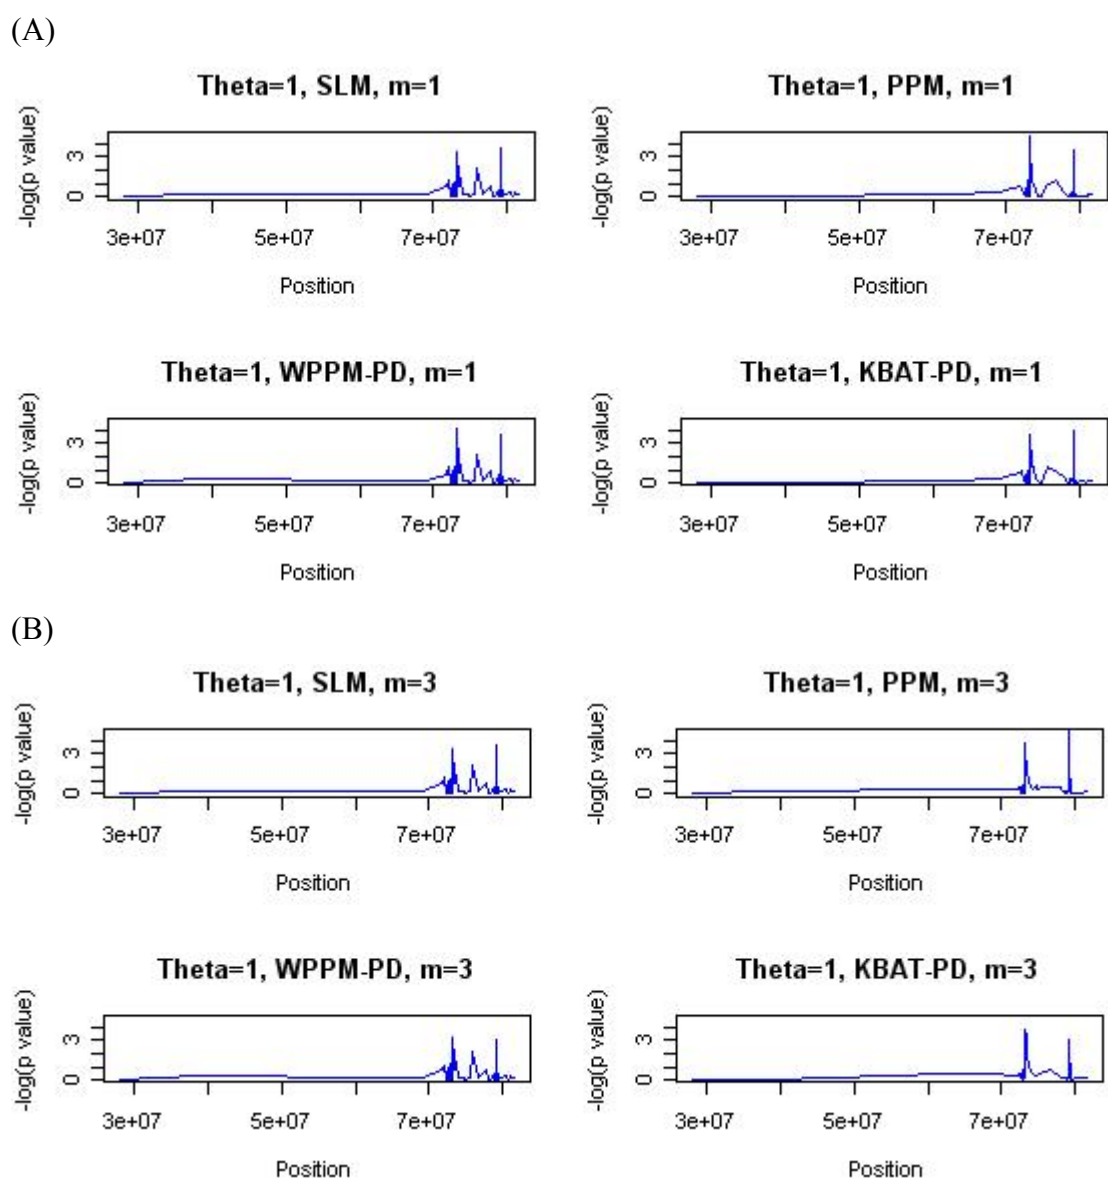 (A)
Theta=1, SLM, m=1
-log(p value)
3
0
3e+07 5e+07 7e+07
Position
Theta=1, PPM, m=1
-log(p value)
3
0
3e+07 5e+07 7e+07
Position
Theta=1, WPPM-PD, m=1
-log(p value)
3
0
3e+07 5e+07 7e+07
Position
Theta=1, KBAT-PD, m=1
-log(p value)
3
0
3e+07 5e+07 7e+07
Position
(B)
Theta=1, SLM, m=3
-log(p value)
3
0
3e+07 5e+07 7e+07
Position
Theta=1, PPM, m=3
-log(p value)
3
0
3e+07 5e+07 7e+07
Position
Theta=1, WPPM-PD, m=3
-log(p value)
3
0
3e+07 5e+07 7e+07
Position
Theta=1, KBAT-PD, m=3
-log(p value)
3
0
3e+07 5e+07 7e+07
Position